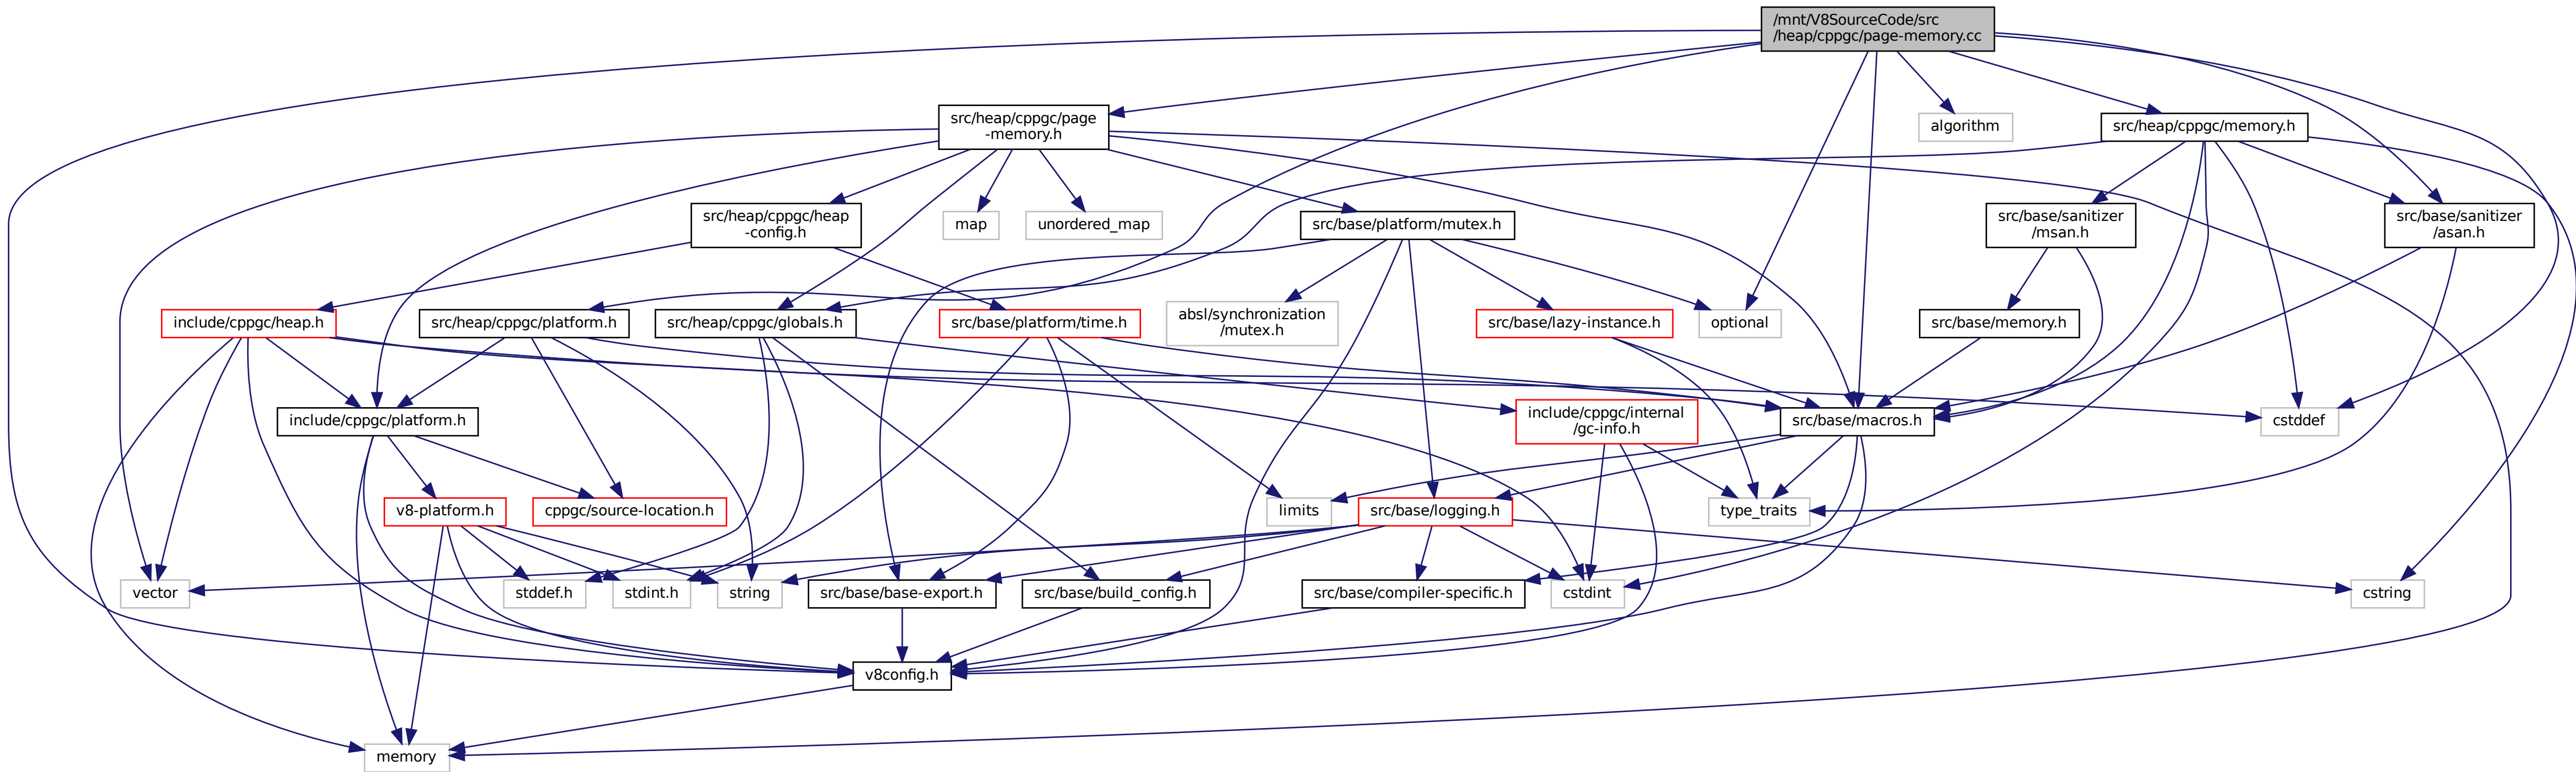 /mnt/V8SourceCode/src
/heap/cppgc/page-memory.cc
src/heap/cppgc/page
-memory.h
algorithm
src/heap/cppgc/memory.h
src/heap/cppgc/heap
-config.h
map
unordered_map
src/base/platform/mutex.h
src/base/sanitizer
/msan.h
src/base/sanitizer
/asan.h
include/cppgc/heap.h
src/heap/cppgc/platform.h
src/heap/cppgc/globals.h
src/base/platform/time.h
absl/synchronization
/mutex.h
src/base/lazy-instance.h
optional
src/base/memory.h
include/cppgc/platform.h
include/cppgc/internal
/gc-info.h
src/base/macros.h
cstddef
v8-platform.h
cppgc/source-location.h
limits
src/base/logging.h
type_traits
vector
stddef.h
stdint.h
string
src/base/base-export.h
src/base/build_config.h
src/base/compiler-specific.h
cstdint
cstring
v8config.h
memory